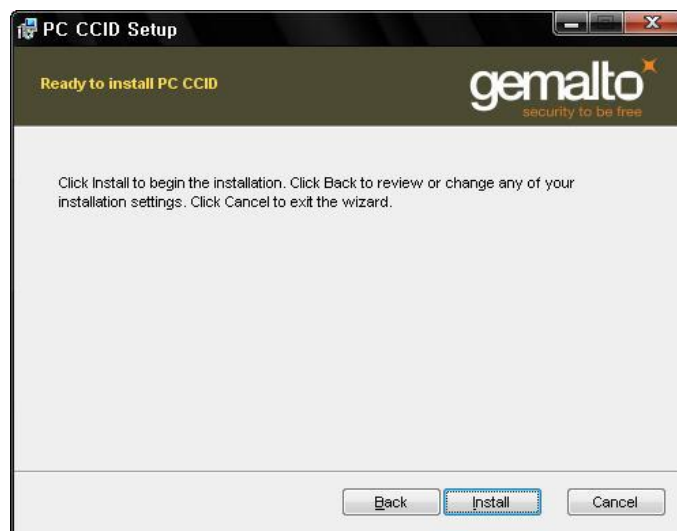 PC CCID Setup
Ready to install PC CCID
gemalto
security to be free
Click Install to begin the installation. Click Back to review or change any of your
installation settings. Click Cancel to exit the wizard.
Back Install Cancel